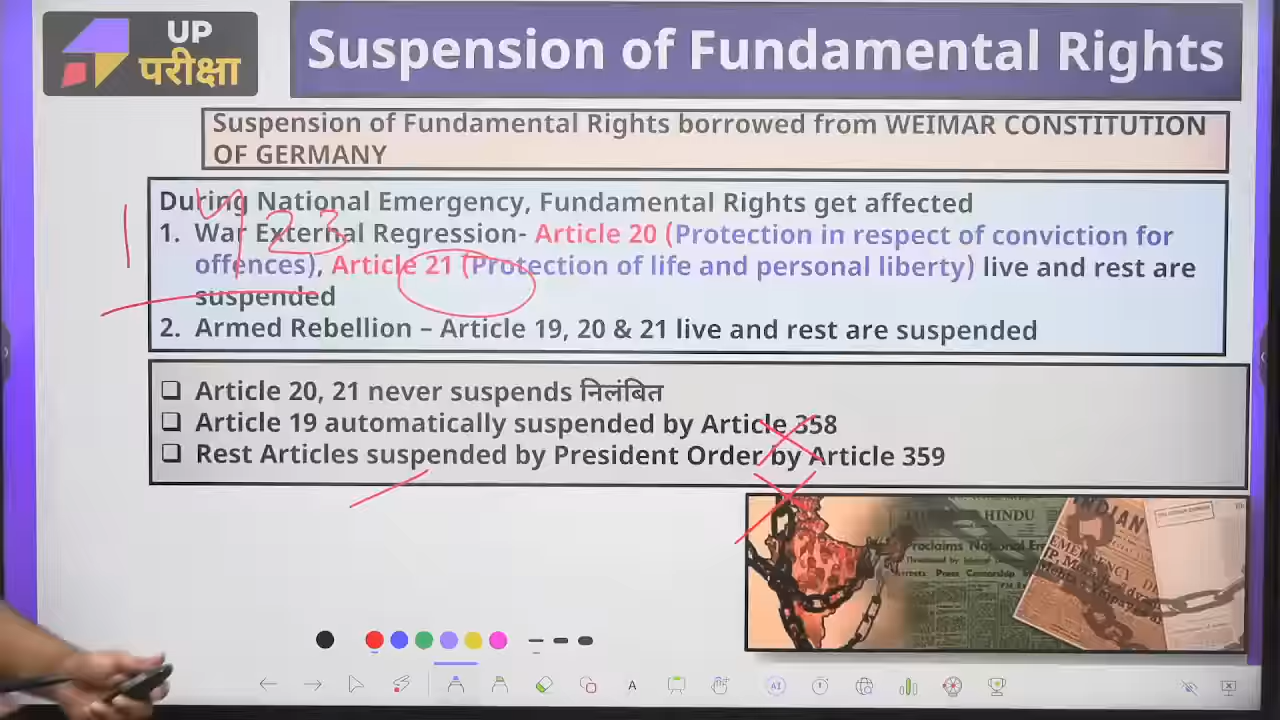 UP
परीक्षा
Suspension of Fundamental Rights
Suspension of Fundamental Rights borrowed from WEIMAR CONSTITUTION
OF GERMANY
During National Emergency, Fundamental Rights get affected
1. War External Regression- Article 20 (Protection in respect of conviction for
offences), Article 21 (Protection of life and personal liberty) live and rest are
suspended
2. Armed Rebellion – Article 19, 20 & 21 live and rest are suspended
❑ Article 20, 21 never suspends निलंबित
❑ Article 19 automatically suspended by Article 358
❑ Rest Articles suspended by President Order by Article 359
HINDU
INDIAN
EMERGENCY
A
AI